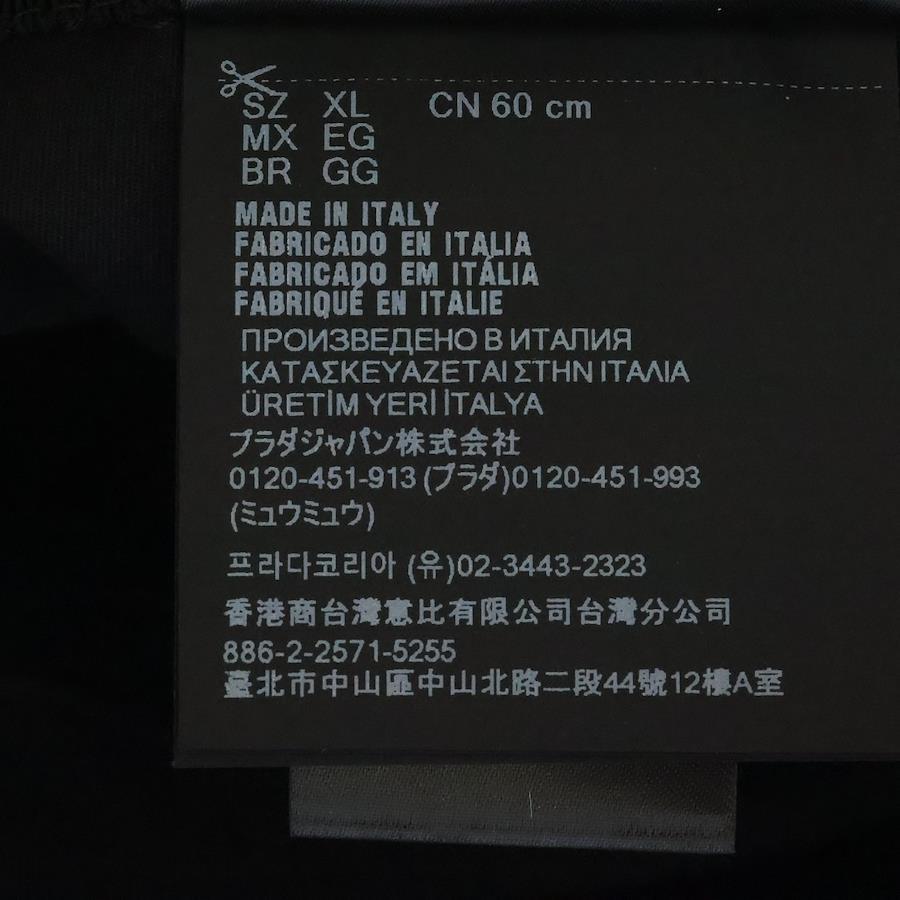 SZ XL CN 60 cm
MX EG
BR GG
MADE IN ITALY
FABRICADO EN ITALIA
FABRICADO EM ITÁLIA
FABRIQUÉ EN ITALIE
ПРОИЗВЕДЕНО В ИТАЛИЯ
ΚΑΤΑΣΚΕΥΑΖΕΤΑΙ ΣΤΗΝ ΙΤΑΛΙΑ
ÜRETİM YERİ İTALYA
プラダジャパン株式会社
0120-451-913 (プラダ)0120-451-993
(ミュウミュウ)
프라다코리아 (유)02-3443-2323
香港商台灣惠比有限公司台灣分公司
886-2-2571-5255
臺北市中山區中山北路二段44號12樓A室